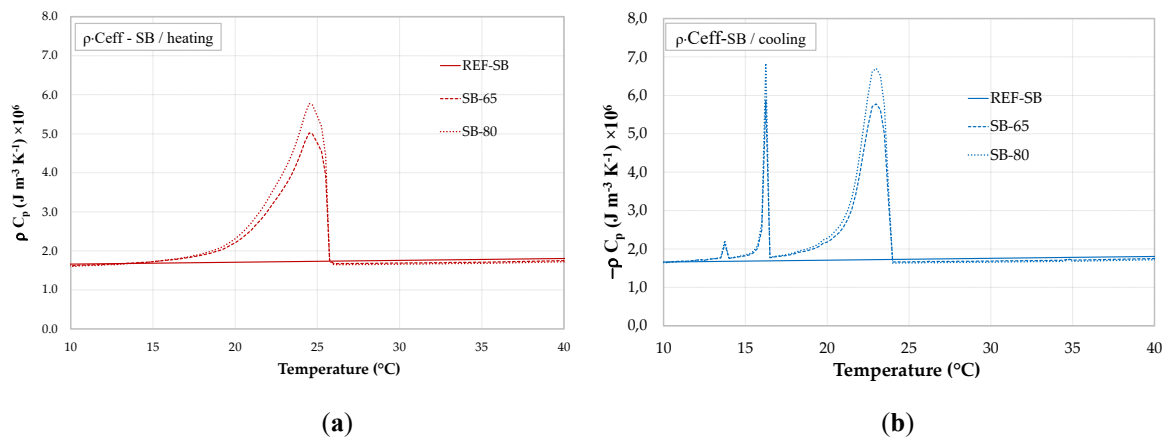 ρ·Ceff - SB / heating
REF-SB
SB-65
SB-80
ρ Cₚ (J m⁻³ K⁻¹) ×10⁶
8.0
7.0
6.0
5.0
4.0
3.0
2.0
1.0
0.0
10 15 20 25 30 35 40
Temperature (°C)
(a)
ρ·Ceff-SB / cooling
REF-SB
SB-65
SB-80
–ρ Cₚ (J m⁻³ K⁻¹) ×10⁶
8,0
7,0
6,0
5,0
4,0
3,0
2,0
1,0
0,0
10 15 20 25 30 35 40
Temperature (°C)
(b)